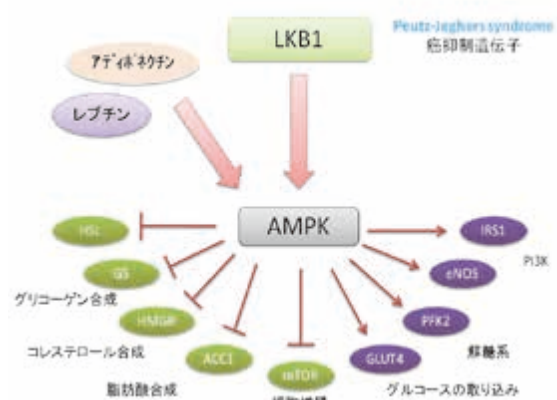 LKB1
Peutz-Jeghers syndrome
癌抑制遺伝子
アディポネクチン
レプチン
AMPK
HSL
IRS1
PI3K
GS
eNOS
グリコーゲン合成
HMGR
PFK2
解糖系
コレステロール合成
ACC1
GLUT4
mTOR
脂肪酸合成
グルコースの取り込み